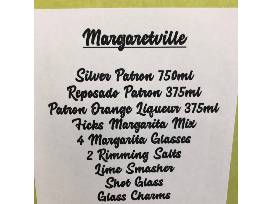 Margaretville
Silver Patron 750ml
Reposado Patron 375ml
Patron Orange Liqueur 375ml
Ficks Margarita Mix
4 Margarita Glasses
2 Rimming Salts
Lime Smasher
Shot Glass
Glass Charms